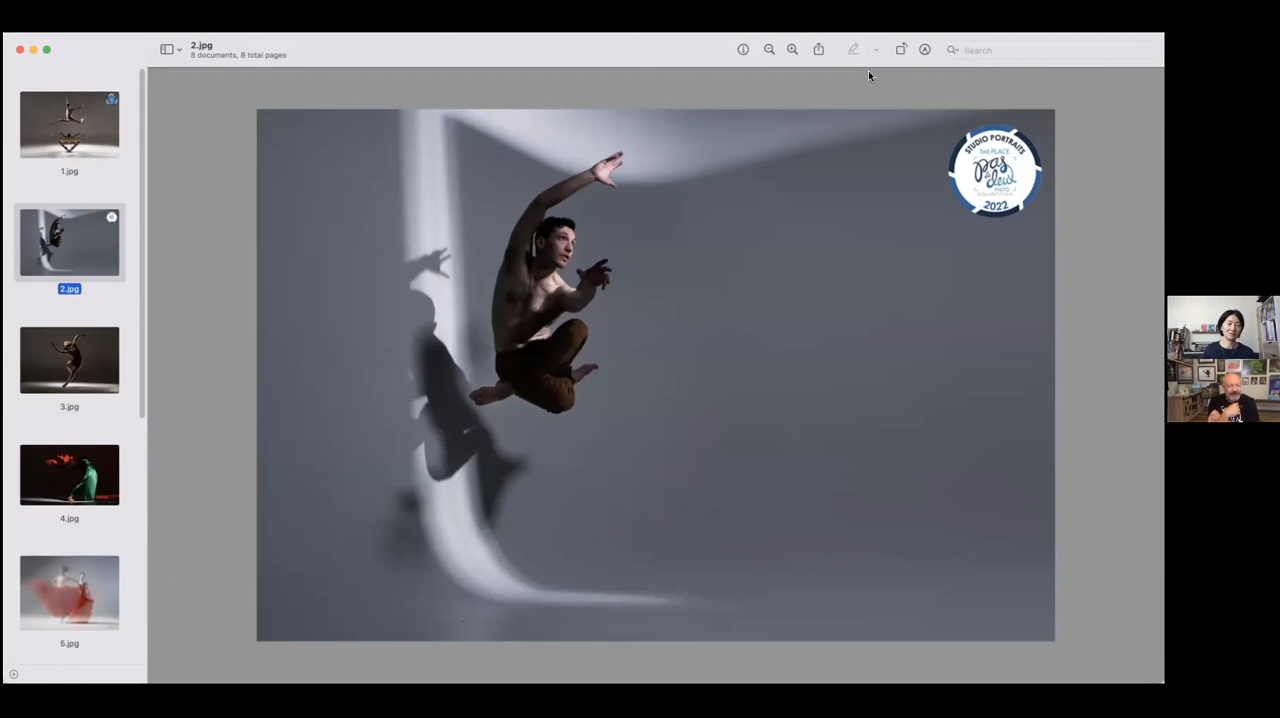 2.jpg
8 documents, 8 total pages
Search
1.jpg
2.jpg
3.jpg
4.jpg
5.jpg
STUDIO PORTRAITS
3rd PLACE
pas
de
deux
PHOTO
COMPETITION
2022